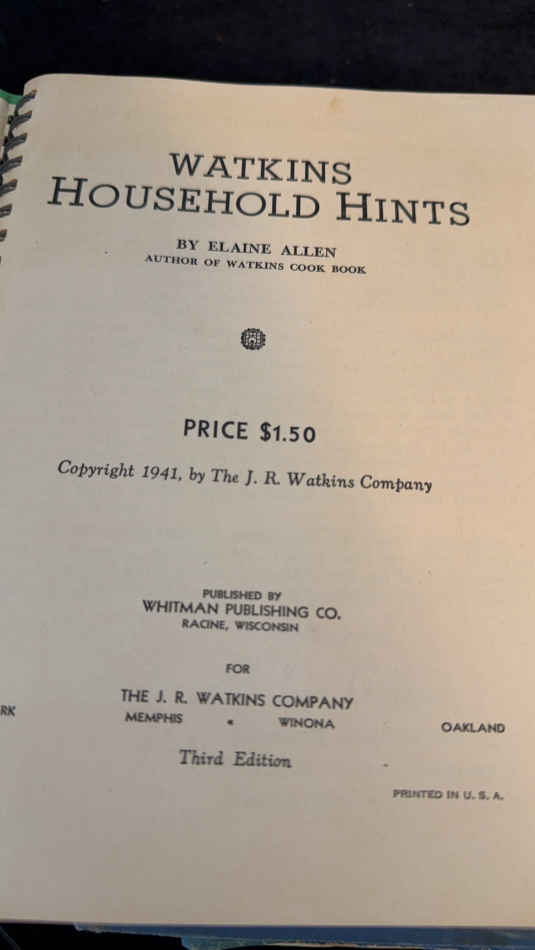 WATKINS
HOUSEHOLD HINTS
BY ELAINE ALLEN
AUTHOR OF WATKINS COOK BOOK
PRICE $1.50
Copyright 1941, by The J. R. Watkins Company
PUBLISHED BY
WHITMAN PUBLISHING CO.
RACINE, WISCONSIN
FOR
THE J. R. WATKINS COMPANY
RK MEMPHIS • WINONA OAKLAND
Third Edition
PRINTED IN U. S. A.